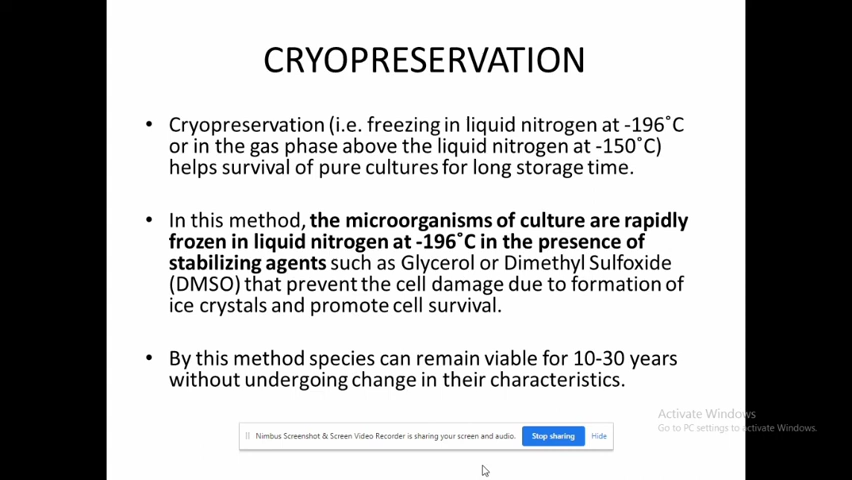 CRYOPRESERVATION
• Cryopreservation (i.e. freezing in liquid nitrogen at -196˚C
or in the gas phase above the liquid nitrogen at -150˚C)
helps survival of pure cultures for long storage time.
• In this method, the microorganisms of culture are rapidly
frozen in liquid nitrogen at -196˚C in the presence of
stabilizing agents such as Glycerol or Dimethyl Sulfoxide
(DMSO) that prevent the cell damage due to formation of
ice crystals and promote cell survival.
• By this method species can remain viable for 10-30 years
without undergoing change in their characteristics.
Activate Windows
Go to PC settings to Activate Windows.
Nimbus Screenshot & Screen Video Recorder is sharing your screen and audio. Stop sharing Hide